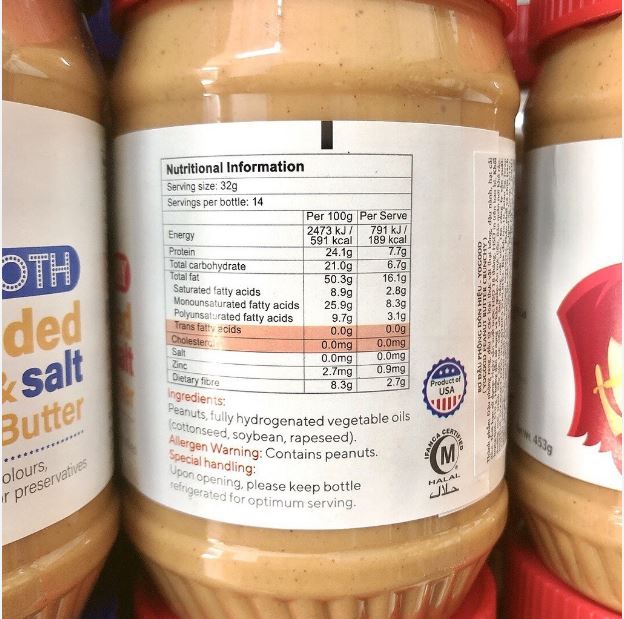 OTH
ded
& salt
Butter
olours,
r preservatives
Nutritional Information
Serving size: 32g
Servings per bottle: 14
Per 100g Per Serve
Energy 2473 kJ / 591 kcal 791 kJ / 189 kcal
Protein 24.1g 7.7g
Total carbohydrate 21.0g 6.7g
Total fat 50.3g 16.1g
Saturated fatty acids 8.9g 2.8g
Monounsaturated fatty acids 25.9g 8.3g
Polyunsaturated fatty acids 9.7g 3.1g
Trans fatty acids 0.0g 0.0g
Cholesterol 0.0mg 0.0mg
Salt 0.0mg 0.0mg
Zinc 2.7mg 0.9mg
Dietary fibre 8.3g 2.7g
Ingredients:
Peanuts, fully hydrogenated vegetable oils
(cottonseed, soybean, rapeseed).
Allergen Warning: Contains peanuts.
Special handling:
Upon opening, please keep bottle
refrigerated for optimum serving.
Product of
USA
IFANCA CERTIFIED
M
HALAL
حلال
BƠ ĐẬU PHỘNG ĐÓN HIỆU - YOGOOD
453g